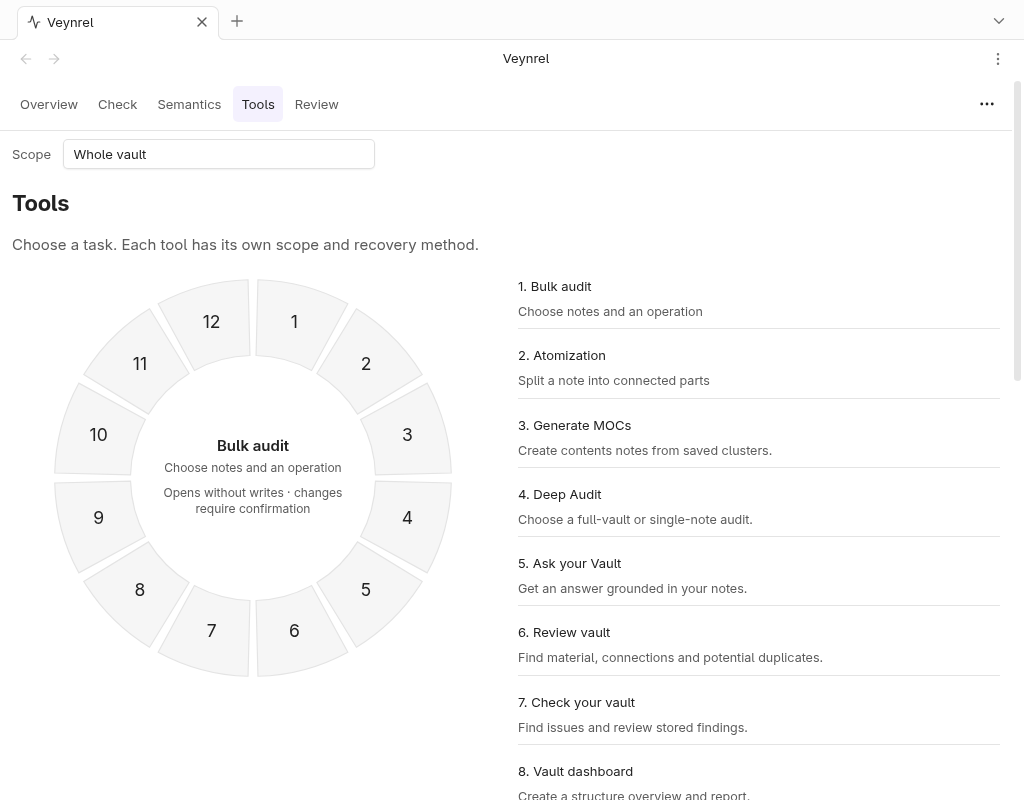 Veynrel
Veynrel
Overview Check Semantics Tools Review
Scope Whole vault
Tools
Choose a task. Each tool has its own scope and recovery method.
12
1
11
2
10
3
9
4
8
5
7
6
Bulk audit
Choose notes and an operation
Opens without writes · changes
require confirmation
1. Bulk audit
Choose notes and an operation
2. Atomization
Split a note into connected parts
3. Generate MOCs
Create contents notes from saved clusters.
4. Deep Audit
Choose a full-vault or single-note audit.
5. Ask your Vault
Get an answer grounded in your notes.
6. Review vault
Find material, connections and potential duplicates.
7. Check your vault
Find issues and review stored findings.
8. Vault dashboard
Create a structure overview and report.